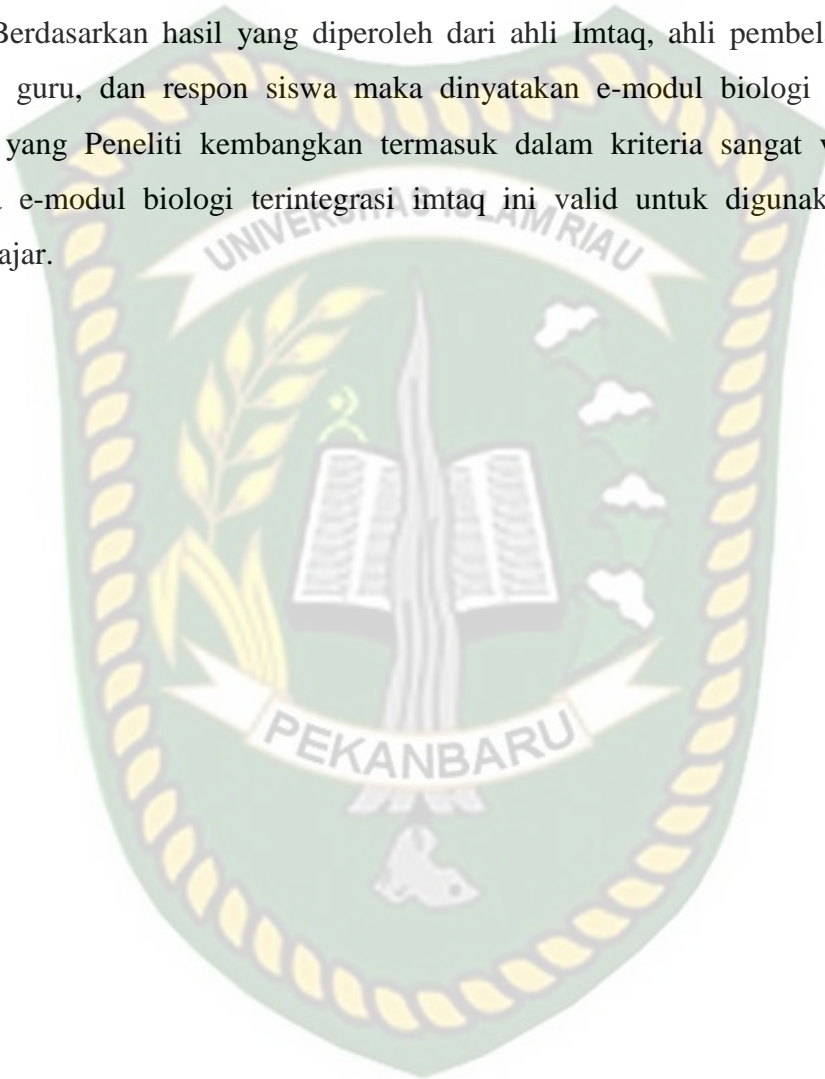 Berdasarkan hasil yang diperoleh dari ahli Imtaq, ahli pembel
guru, dan respon siswa maka dinyatakan e-modul biologi
yang Peneliti kembangkan termasuk dalam kriteria sangat v
e-modul biologi terintegrasi imtaq ini valid untuk digunak
ajar.
UNIVERSITAS ISLAM RIAU
PEKANBARU